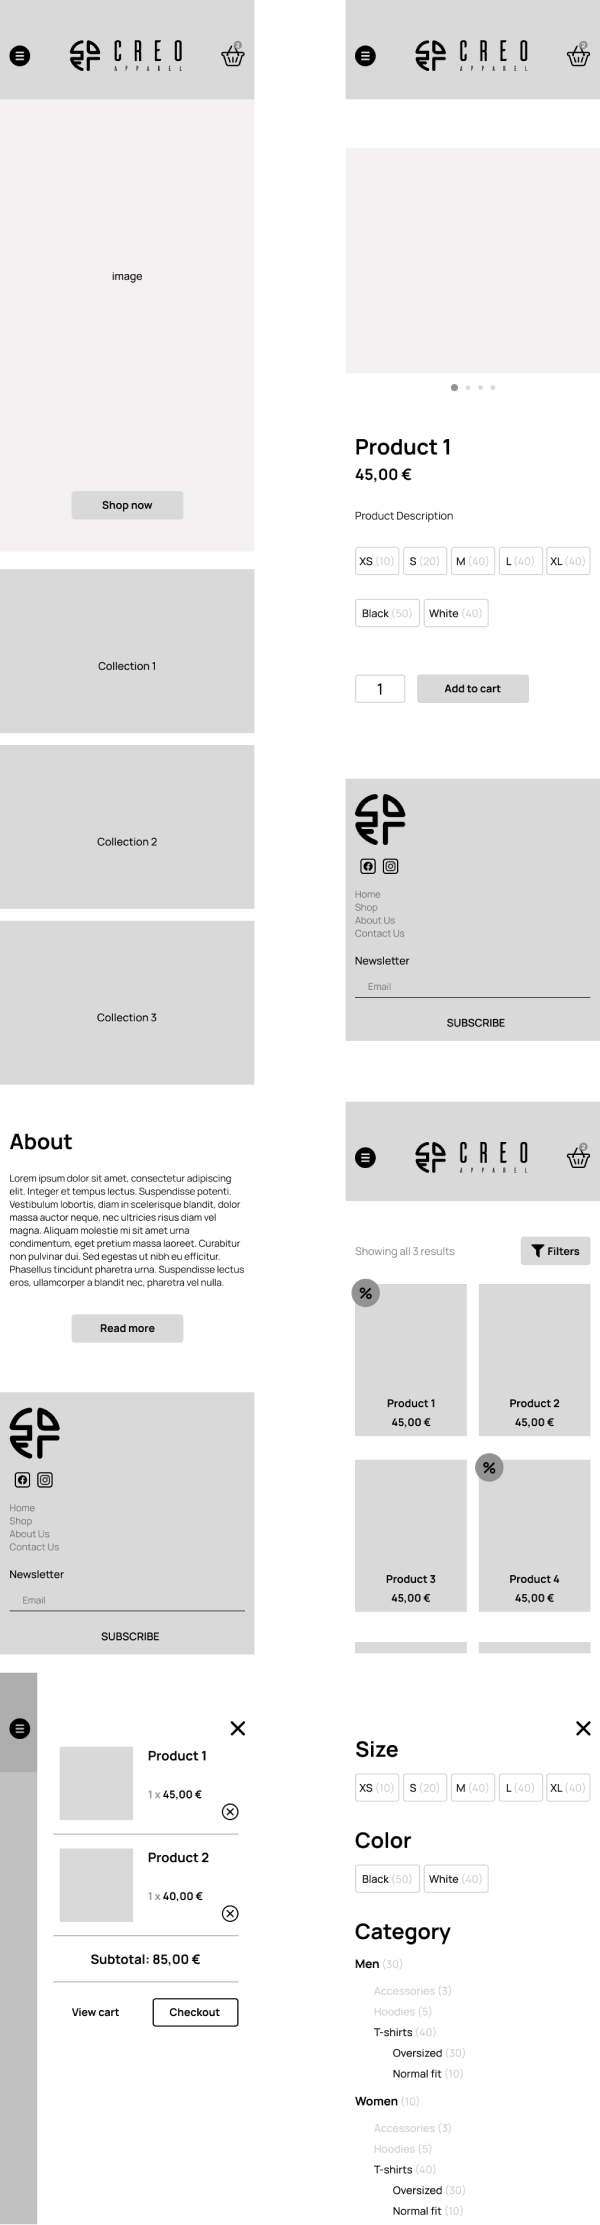 CREO
APPAREL
2
image
Shop now
Collection 1
Collection 2
Collection 3
About
Lorem ipsum dolor sit amet, consectetur adipiscing
elit. Integer et tempus lectus. Suspendisse potenti.
Vestibulum lobortis, diam in scelerisque blandit, dolor
massa auctor neque, nec ultricies risus diam vel
magna. Aliquam molestie mi sit amet urna
condimentum, eget pretium massa laoreet. Curabitur
non pulvinar dui. Sed egestas ut nibh eu efficitur.
Phasellus tincidunt pharetra urna. Suspendisse lectus
eros, ullamcorper a blandit nec, pharetra vel nulla.
Read more
Home
Shop
About Us
Contact Us
Newsletter
Email
SUBSCRIBE
Product 1
1 x 45,00 €
Product 2
1 x 40,00 €
Subtotal: 85,00 €
View cart Checkout
CREO
APPAREL
2
Product 1
45,00 €
Product Description
XS (10) S (20) M (40) L (40) XL (40)
Black (50) White (40)
1 Add to cart
Home
Shop
About Us
Contact Us
Newsletter
Email
SUBSCRIBE
CREO
APPAREL
2
Showing all 3 results Filters
%
Product 1 Product 2
45,00 € 45,00 €
%
Product 3 Product 4
45,00 € 45,00 €
Size
XS (10) S (20) M (40) L (40) XL (40)
Color
Black (50) White (40)
Category
Men (30)
Accessories (3)
Hoodies (5)
T-shirts (40)
Oversized (30)
Normal fit (10)
Women (10)
Accessories (3)
Hoodies (5)
T-shirts (40)
Oversized (30)
Normal fit (10)